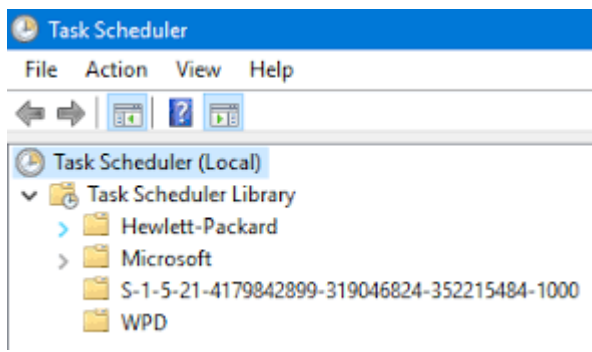 Task Scheduler
File Action View Help
Task Scheduler (Local)
Task Scheduler Library
Hewlett-Packard
Microsoft
S-1-5-21-4179842899-319046824-352215484-1000
WPD